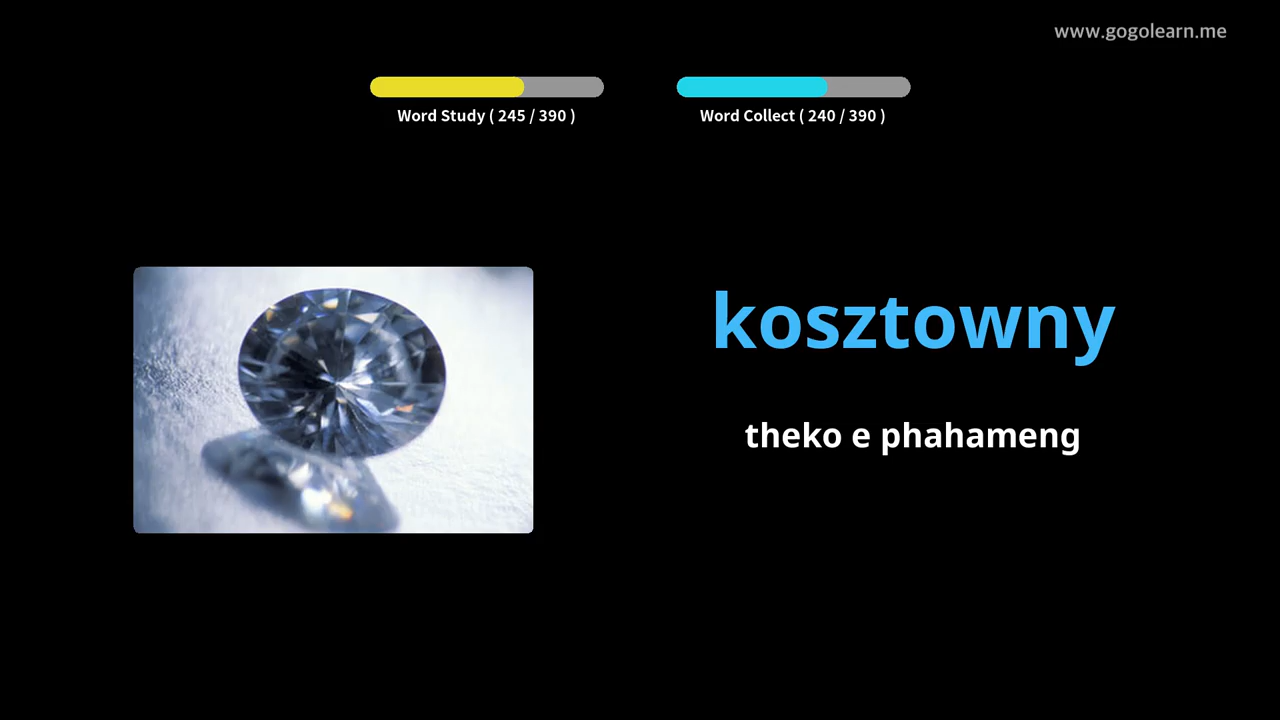 www.gogolearn.me
Word Study ( 245 / 390 )
Word Collect ( 240 / 390 )
kosztowny
theko e phahameng